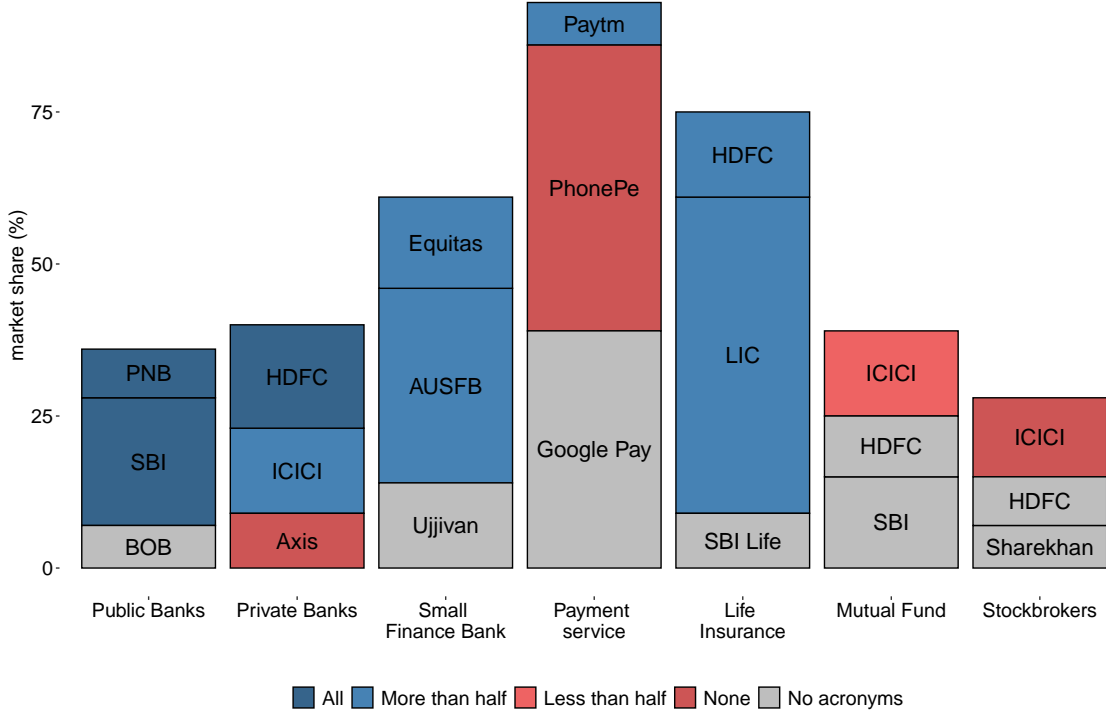 market share (%)
75
50
25
0
PNB
SBI
BOB
HDFC
ICICI
Axis
Equitas
AUSFB
Ujjivan
Paytm
PhonePe
Google Pay
HDFC
LIC
SBI Life
ICICI
HDFC
SBI
ICICI
HDFC
Sharekhan
Public Banks
Private Banks
Small
Finance Bank
Payment
service
Life
Insurance
Mutual Fund
Stockbrokers
All
More than half
Less than half
None
No acronyms